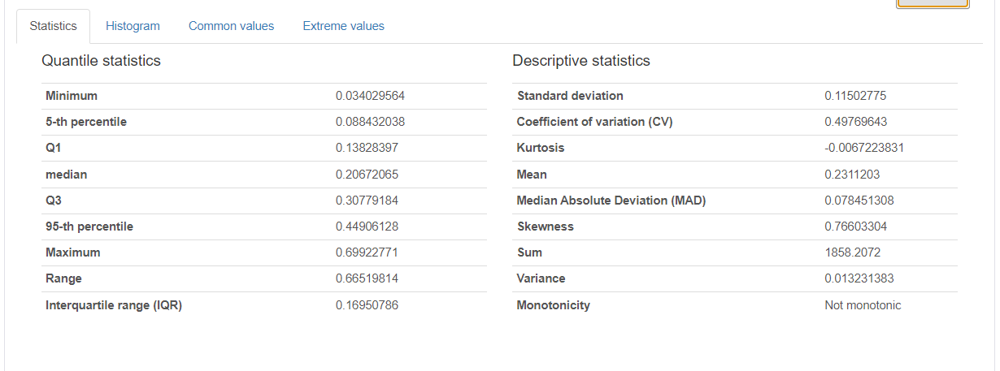 Statistics Histogram Common values Extreme values
Quantile statistics
Minimum 0.034029564
5-th percentile 0.088432038
Q1 0.13828397
median 0.20672065
Q3 0.30779184
95-th percentile 0.44906128
Maximum 0.69922771
Range 0.66519814
Interquartile range (IQR) 0.16950786
Descriptive statistics
Standard deviation 0.11502775
Coefficient of variation (CV) 0.49769643
Kurtosis -0.0067223831
Mean 0.2311203
Median Absolute Deviation (MAD) 0.078451308
Skewness 0.76603304
Sum 1858.2072
Variance 0.013231383
Monotonicity Not monotonic